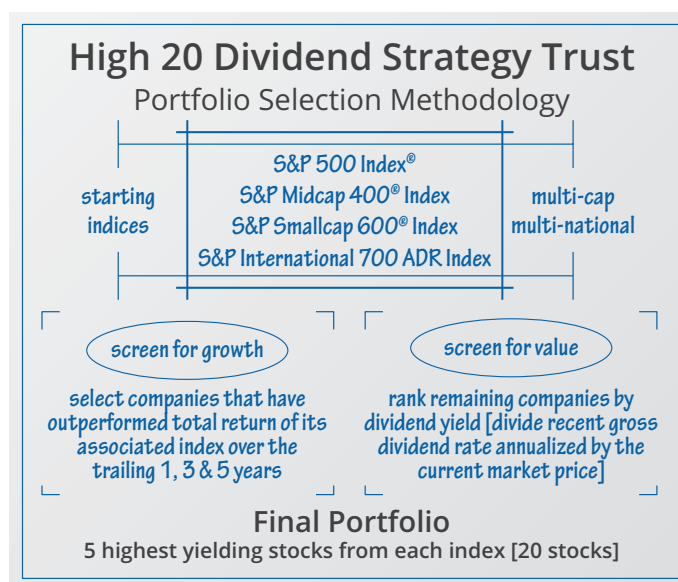 High 20 Dividend Strategy Trust
Portfolio Selection Methodology
starting
indices
S&P 500 Index®
S&P Midcap 400® Index
S&P Smallcap 600® Index
S&P International 700 ADR Index
multi-cap
multi-national
screen for growth
select companies that have
outperformed total return of its
associated index over the
trailing 1, 3 & 5 years
screen for value
rank remaining companies by
dividend yield [divide recent gross
dividend rate annualized by the
current market price]
Final Portfolio
5 highest yielding stocks from each index [20 stocks]